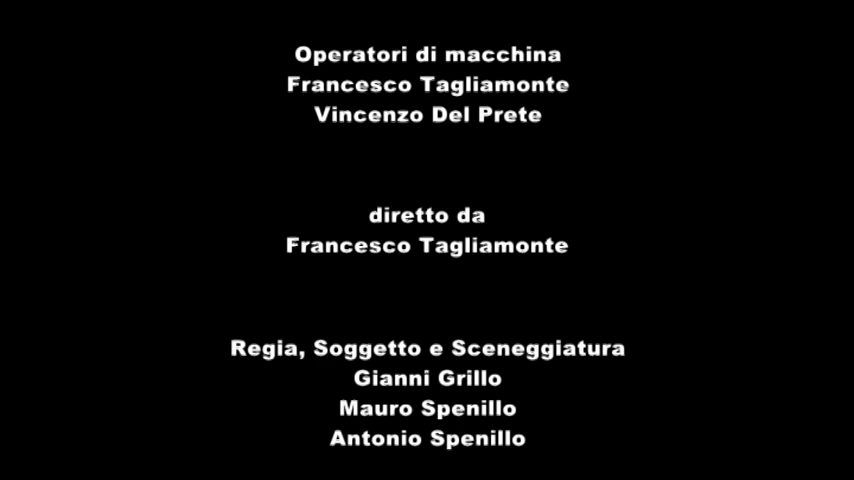 Operatori di macchina
Francesco Tagliamonte
Vincenzo Del Prete
diretto da
Francesco Tagliamonte
Regia, Soggetto e Sceneggiatura
Gianni Grillo
Mauro Spenillo
Antonio Spenillo